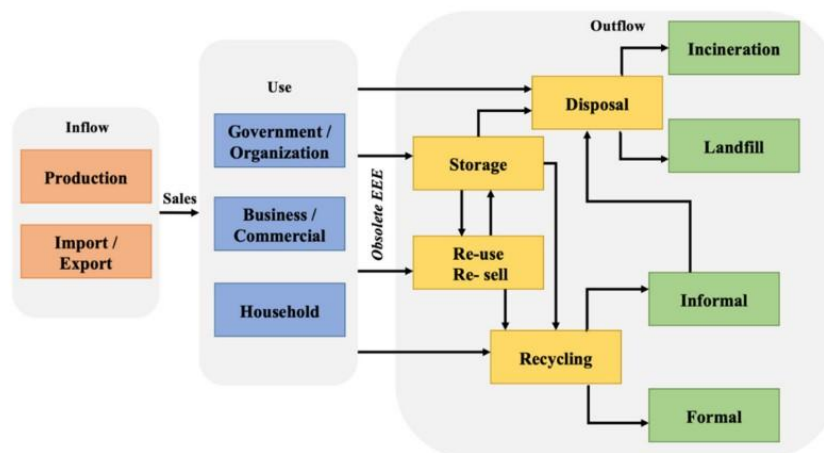 Inflow
Production
Import /
Export
Sales
Use
Government /
Organization
Business /
Commercial
Household
Obsolete EEE
Outflow
Disposal
Storage
Re-use
Re- sell
Recycling
Incineration
Landfill
Informal
Formal